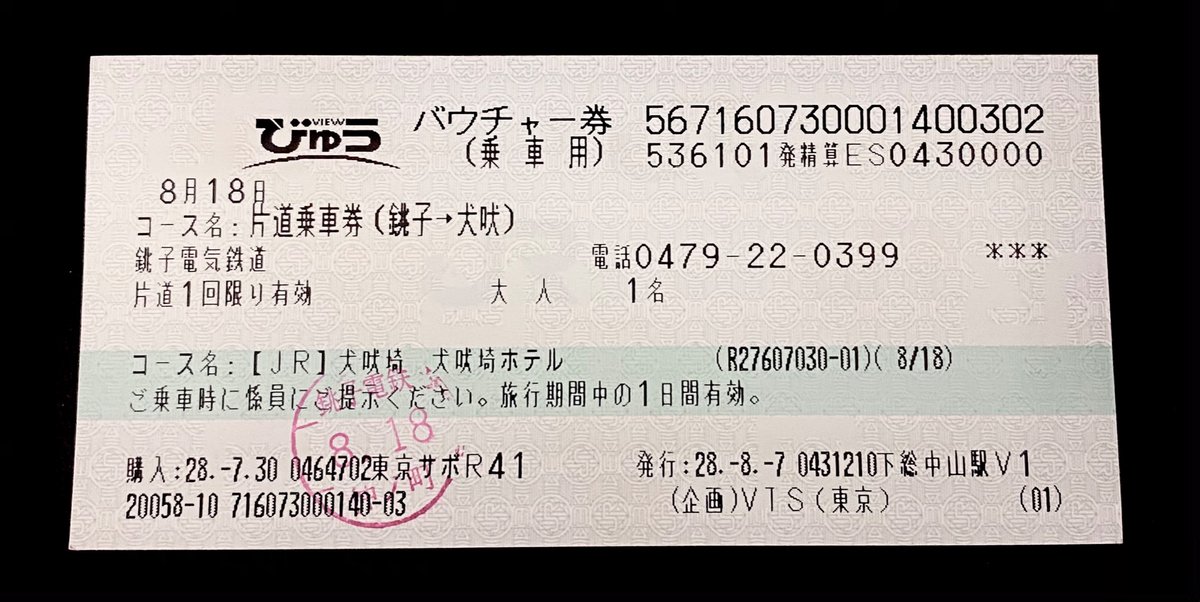 VIEW
びゅう バウチャー券 567160730001400302
(乗車用) 536101発精算ES0430000
8月18日
コース名:片道乗車券(銚子→犬吠)
銚子電気鉄道 電話0479-22-0399 ***
片道1回限り有効 大人 1名
コース名:【JR】犬吠埼 犬吠埼ホテル (R27607030-01)( 8/18)
ご乗車時に係員にご提示ください。旅行期間中の1日間有効。
銚子電鉄
8.18
購入:28.-7.30 0464702東京サポR41 発行:28.-8.-7 0431210下総中山駅V1
20058-10 716073000140-03 (企画)VTS(東京) (01)